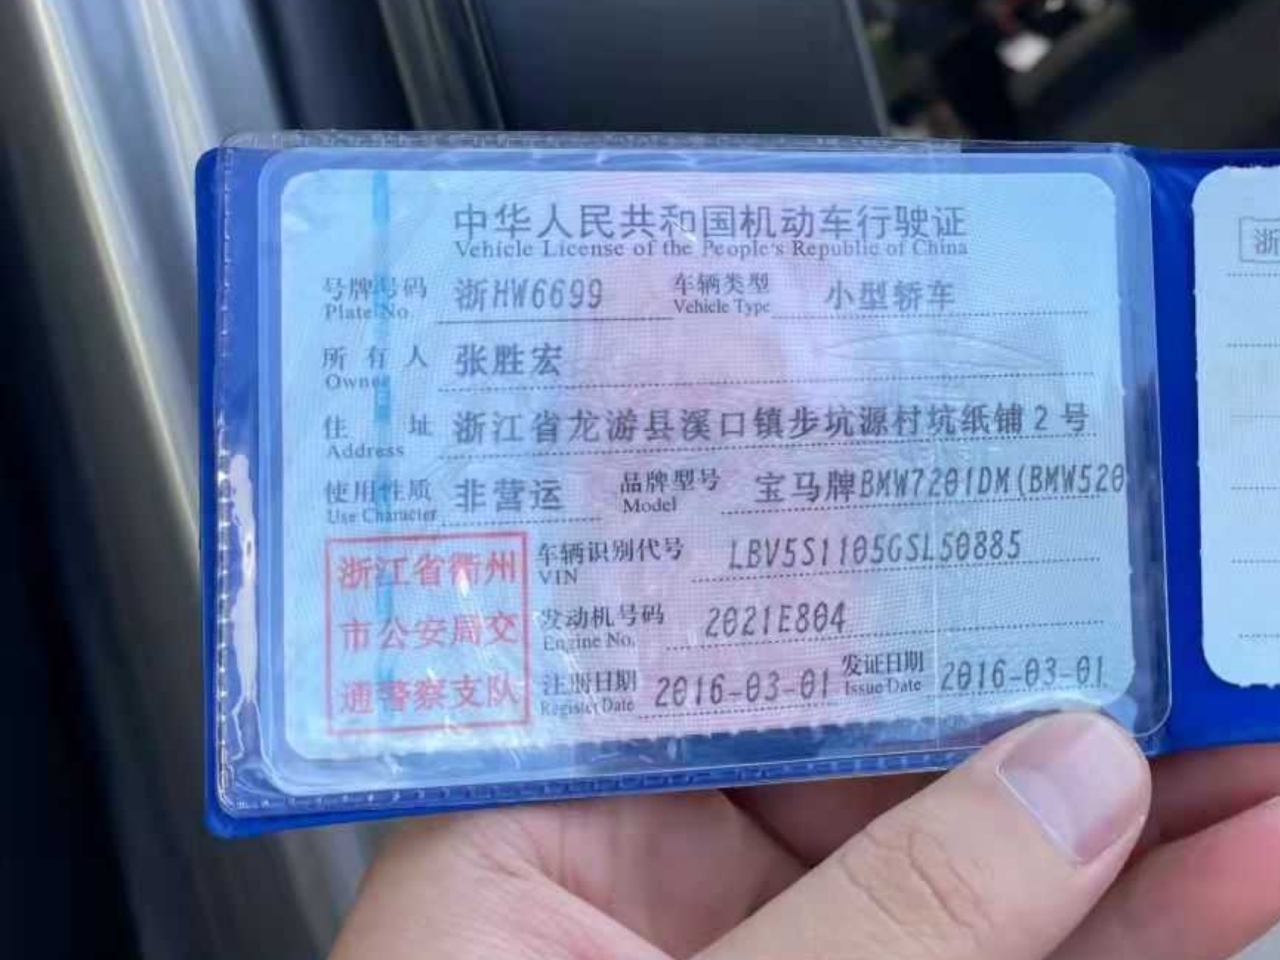 中华人民共和国机动车行驶证
Vehicle License of the People's Republic of China
号牌号码 浙HW6699 车辆类型 小型轿车
Plate No. Vehicle Type
所有人 张胜宏
Owner
住址 浙江省龙游县溪口镇步坑源村坑纸铺2号
Address
使用性质 非营运 品牌型号 宝马牌BMW7201DM(BMW520
Use Character Model
浙江省衢州
市公安局交
通警察支队
车辆识别代号 LBV5S1105GSL50885
VIN
发动机号码 2021E804
Engine No.
注册日期 2016-03-01 发证日期 2016-03-01
Register Date Issue Date
浙